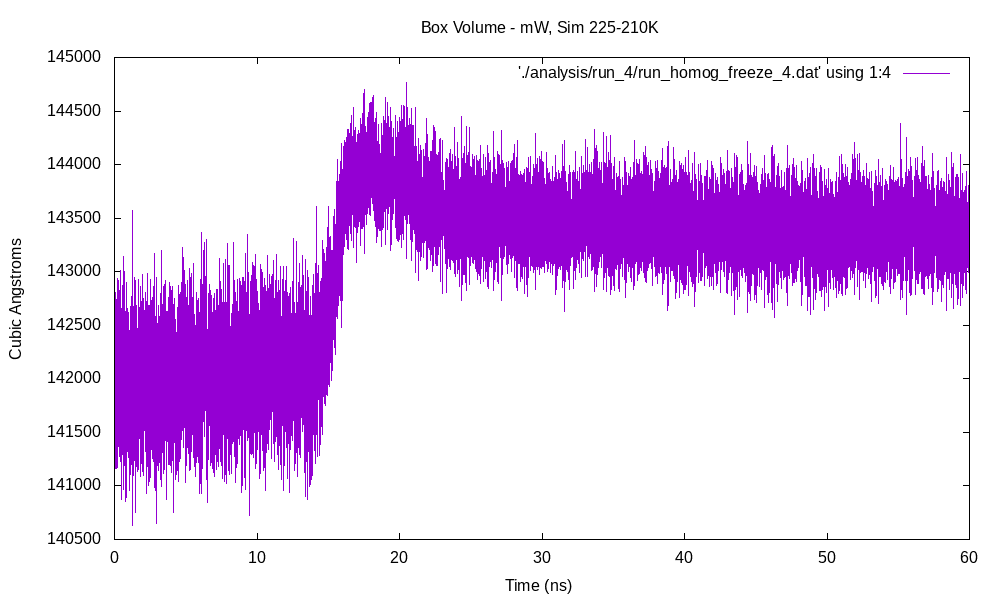 Box Volume - mW, Sim 225-210K
'./analysis/run_4/run_homog_freeze_4.dat' using 1:4
145000
144500
144000
143500
143000
142500
142000
141500
141000
140500
Cubic Angstroms
0 10 20 30 40 50 60
Time (ns)